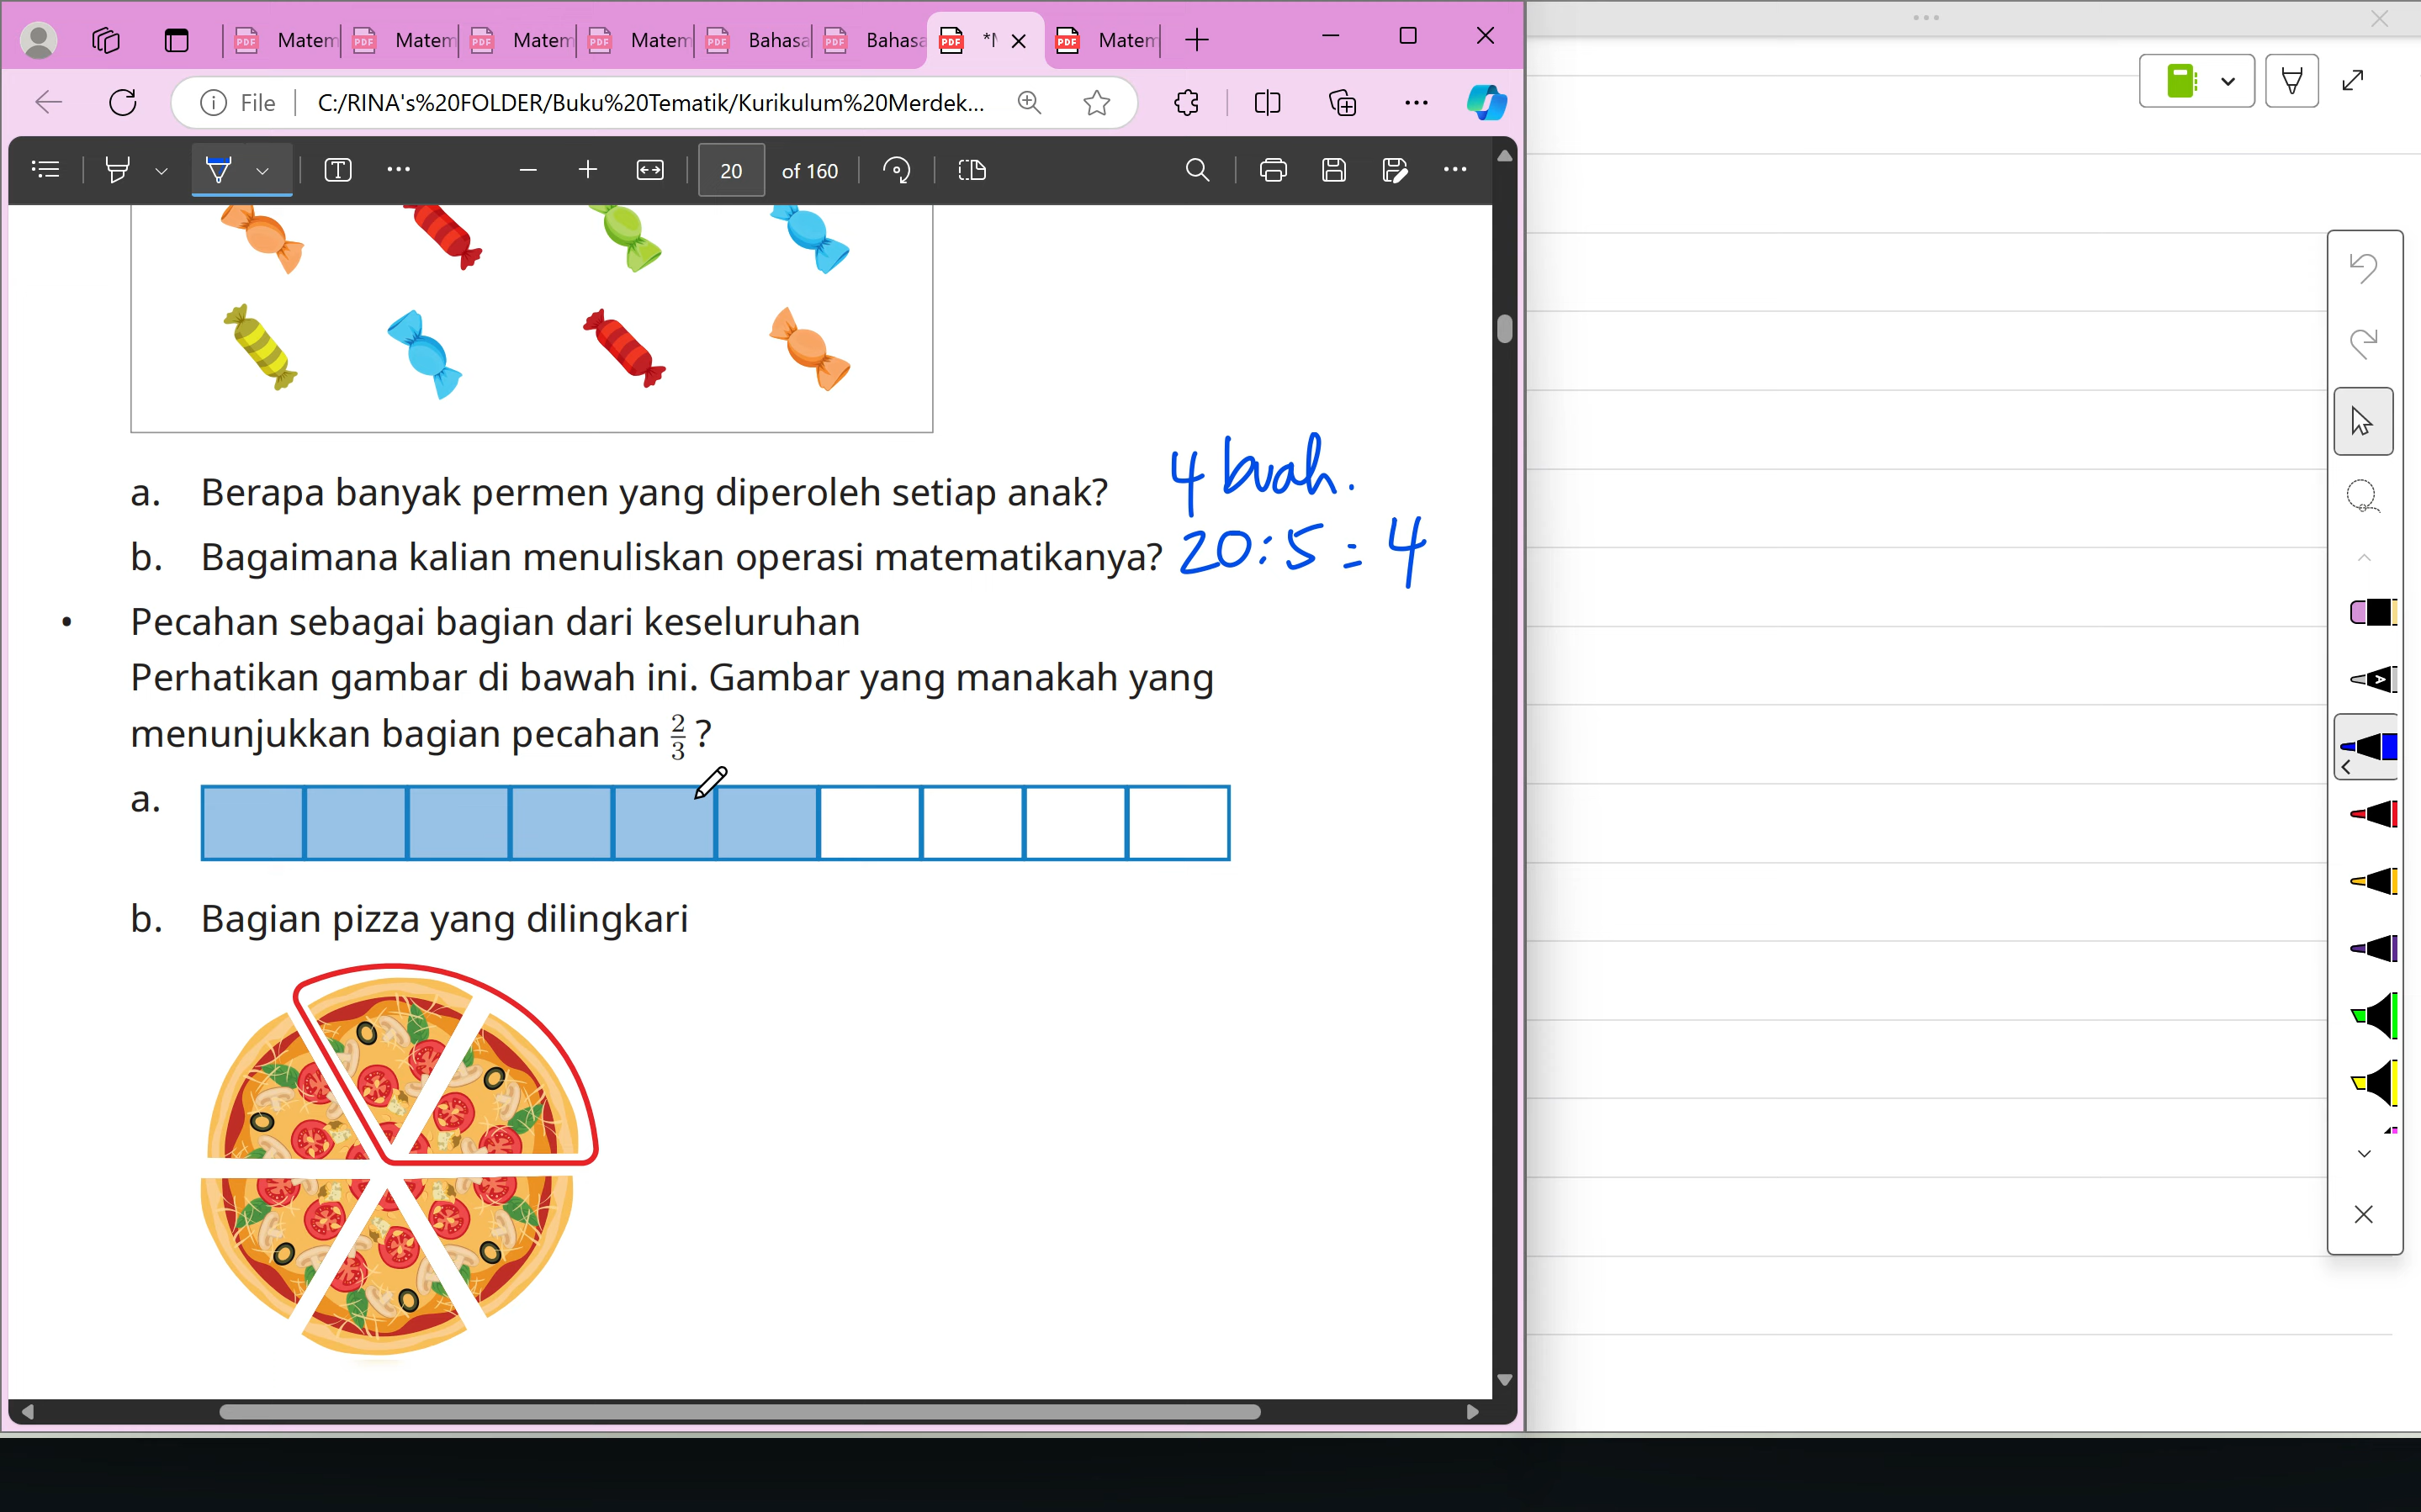 Matem
Matem
Matem
Matem
Bahasa
Bahasa
Matem
File
C:/RINA's%20FOLDER/Buku%20Tematik/Kurikulum%20Merdek...
20 of 160
a. Berapa banyak permen yang diperoleh setiap anak? 4 buah.
b. Bagaimana kalian menuliskan operasi matematikanya? 20 : 5 = 4
• Pecahan sebagai bagian dari keseluruhan
Perhatikan gambar di bawah ini. Gambar yang manakah yang
menunjukkan bagian pecahan 2/3 ?
a.
b. Bagian pizza yang dilingkari